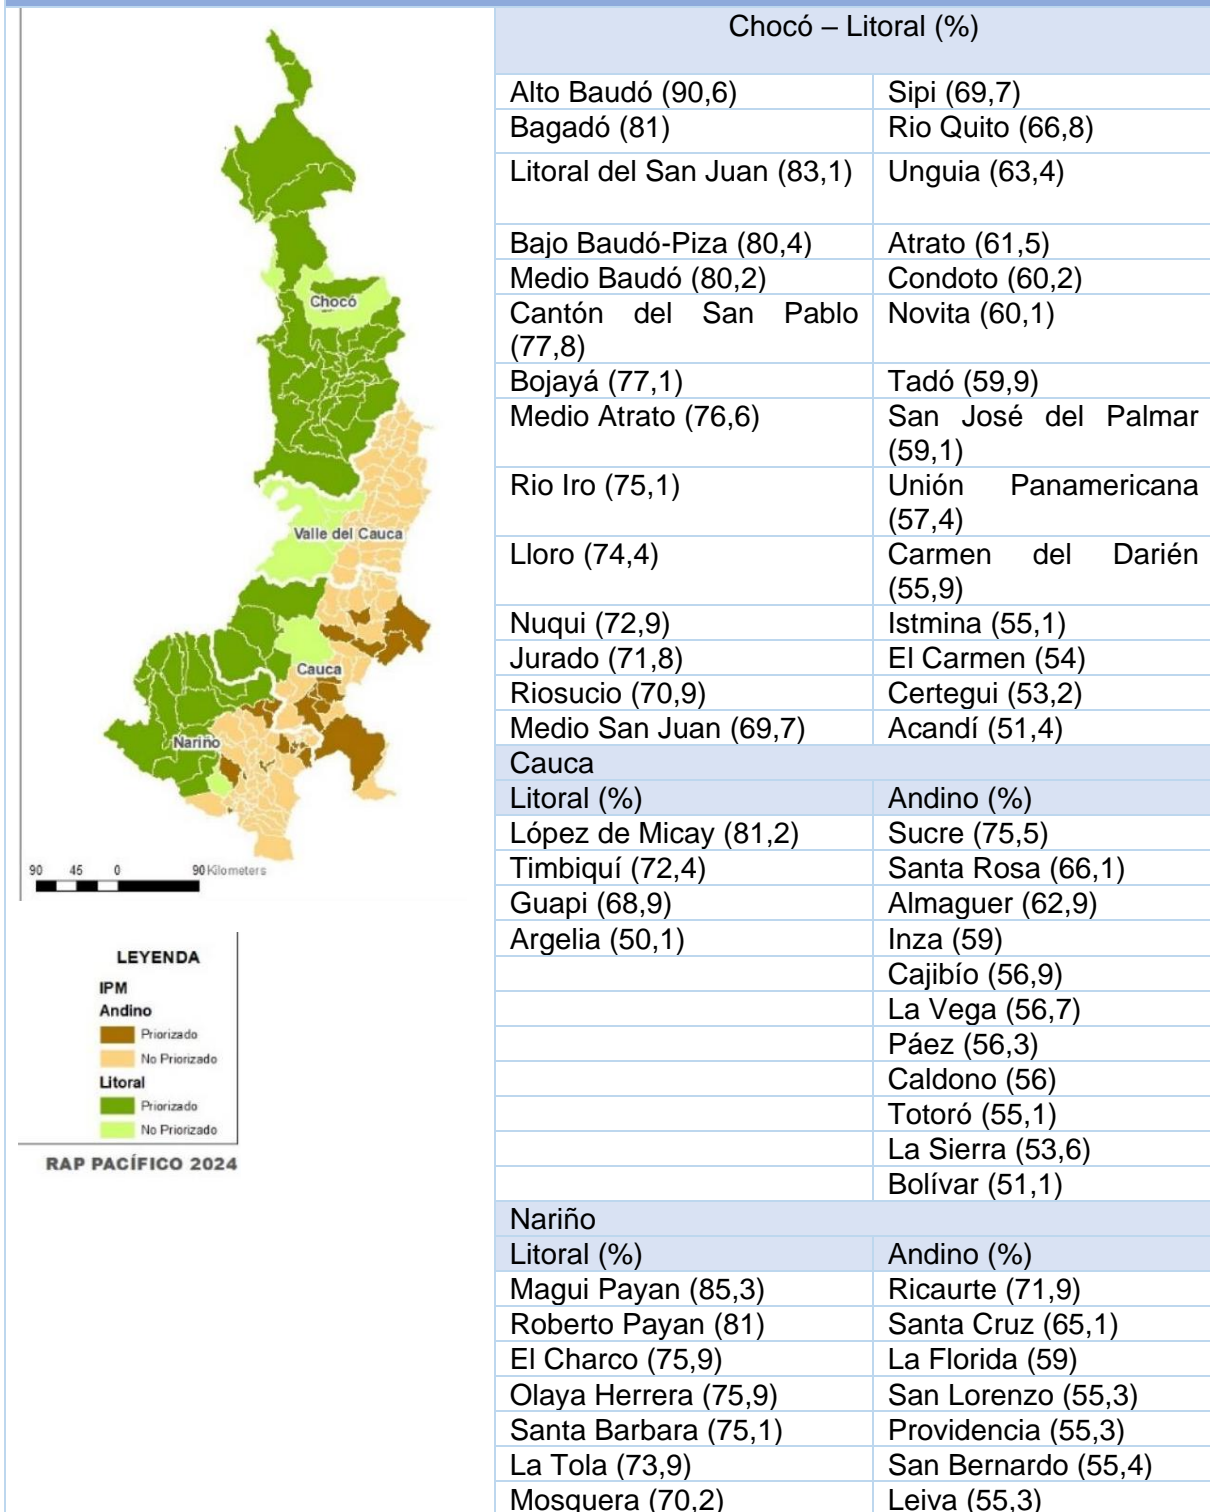 Chocó
Valle del Cauca
Cauca
Nariño
90 45 0 90 Kilometers
LEYENDA
IPM
Andino
Priorizado
No Priorizado
Litoral
Priorizado
No Priorizado
RAP PACÍFICO 2024
Chocó – Litoral (%)
Alto Baudó (90,6) Sipi (69,7)
Bagadó (81) Rio Quito (66,8)
Litoral del San Juan (83,1) Unguia (63,4)
Bajo Baudó-Piza (80,4) Atrato (61,5)
Medio Baudó (80,2) Condoto (60,2)
Cantón del San Pablo Novita (60,1)
(77,8)
Bojayá (77,1) Tadó (59,9)
Medio Atrato (76,6) San José del Palmar
(59,1)
Rio Iro (75,1) Unión Panamericana
(57,4)
Lloro (74,4) Carmen del Darién
(55,9)
Nuqui (72,9) Istmina (55,1)
Jurado (71,8) El Carmen (54)
Riosucio (70,9) Certegui (53,2)
Medio San Juan (69,7) Acandí (51,4)
Cauca
Litoral (%) Andino (%)
López de Micay (81,2) Sucre (75,5)
Timbiquí (72,4) Santa Rosa (66,1)
Guapi (68,9) Almaguer (62,9)
Argelia (50,1) Inza (59)
Cajibío (56,9)
La Vega (56,7)
Páez (56,3)
Caldono (56)
Totoró (55,1)
La Sierra (53,6)
Bolívar (51,1)
Nariño
Litoral (%) Andino (%)
Magui Payan (85,3) Ricaurte (71,9)
Roberto Payan (81) Santa Cruz (65,1)
El Charco (75,9) La Florida (59)
Olaya Herrera (75,9) San Lorenzo (55,3)
Santa Barbara (75,1) Providencia (55,3)
La Tola (73,9) San Bernardo (55,4)
Mosquera (70,2) Leiva (55,3)